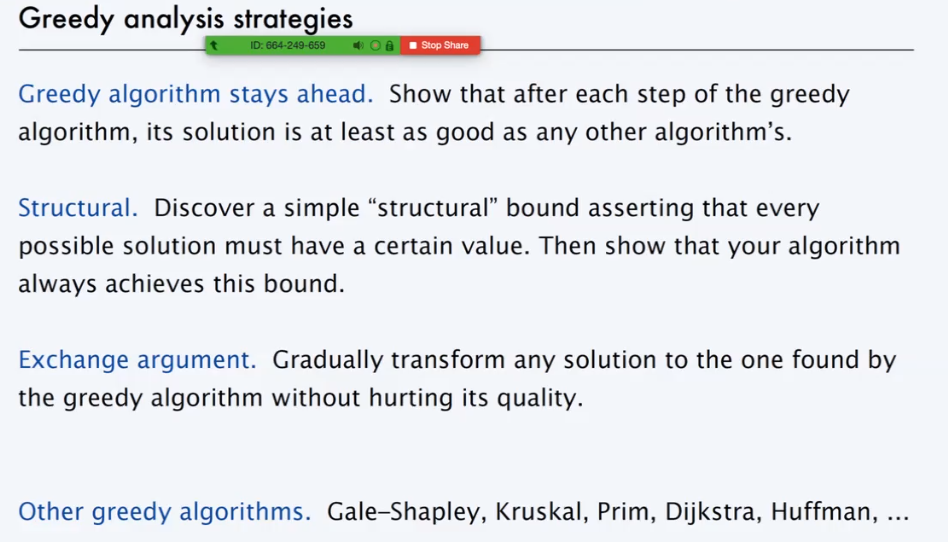 Greedy analysis strategies
ID: 664-249-659 Stop Share
Greedy algorithm stays ahead. Show that after each step of the greedy
algorithm, its solution is at least as good as any other algorithm's.
Structural. Discover a simple “structural” bound asserting that every
possible solution must have a certain value. Then show that your algorithm
always achieves this bound.
Exchange argument. Gradually transform any solution to the one found by
the greedy algorithm without hurting its quality.
Other greedy algorithms. Gale–Shapley, Kruskal, Prim, Dijkstra, Huffman, …